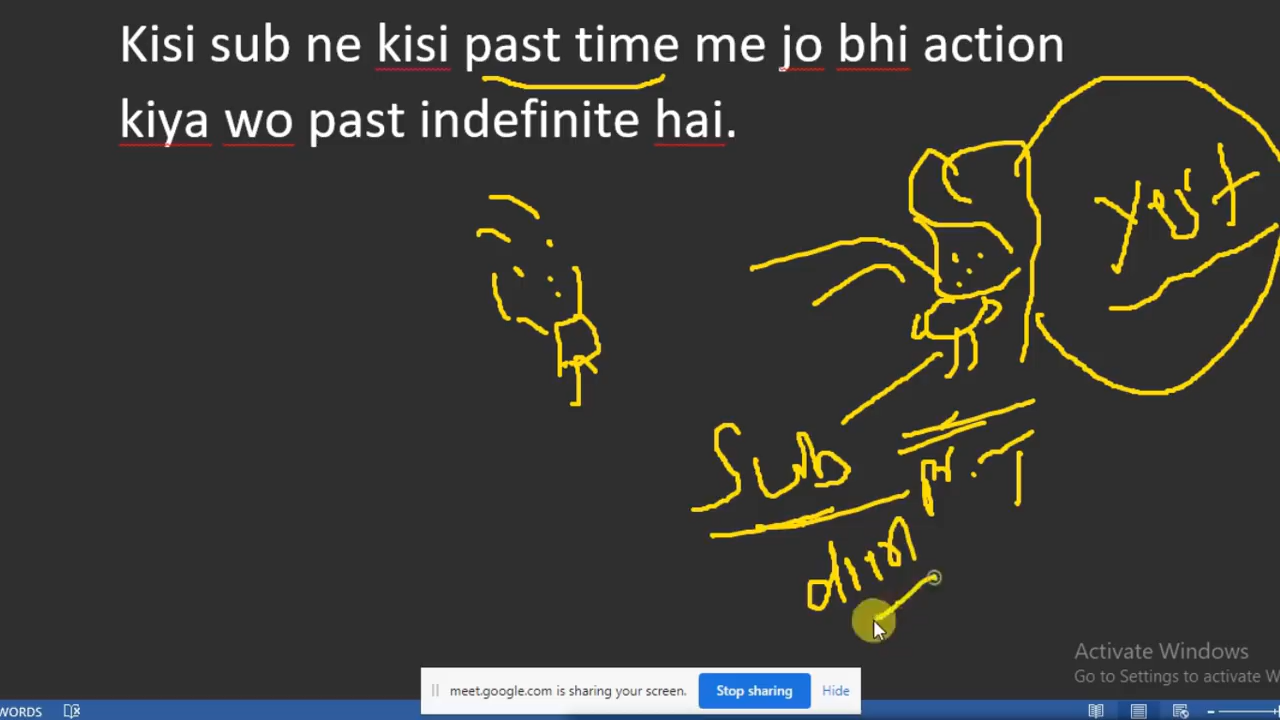 Kisi sub ne kisi past time me jo bhi action
kiya wo past indefinite hai.
Yest
Sub
P.T
Activate Windows
Go to Settings to activate W
meet.google.com is sharing your screen.
Stop sharing
Hide
WORDS